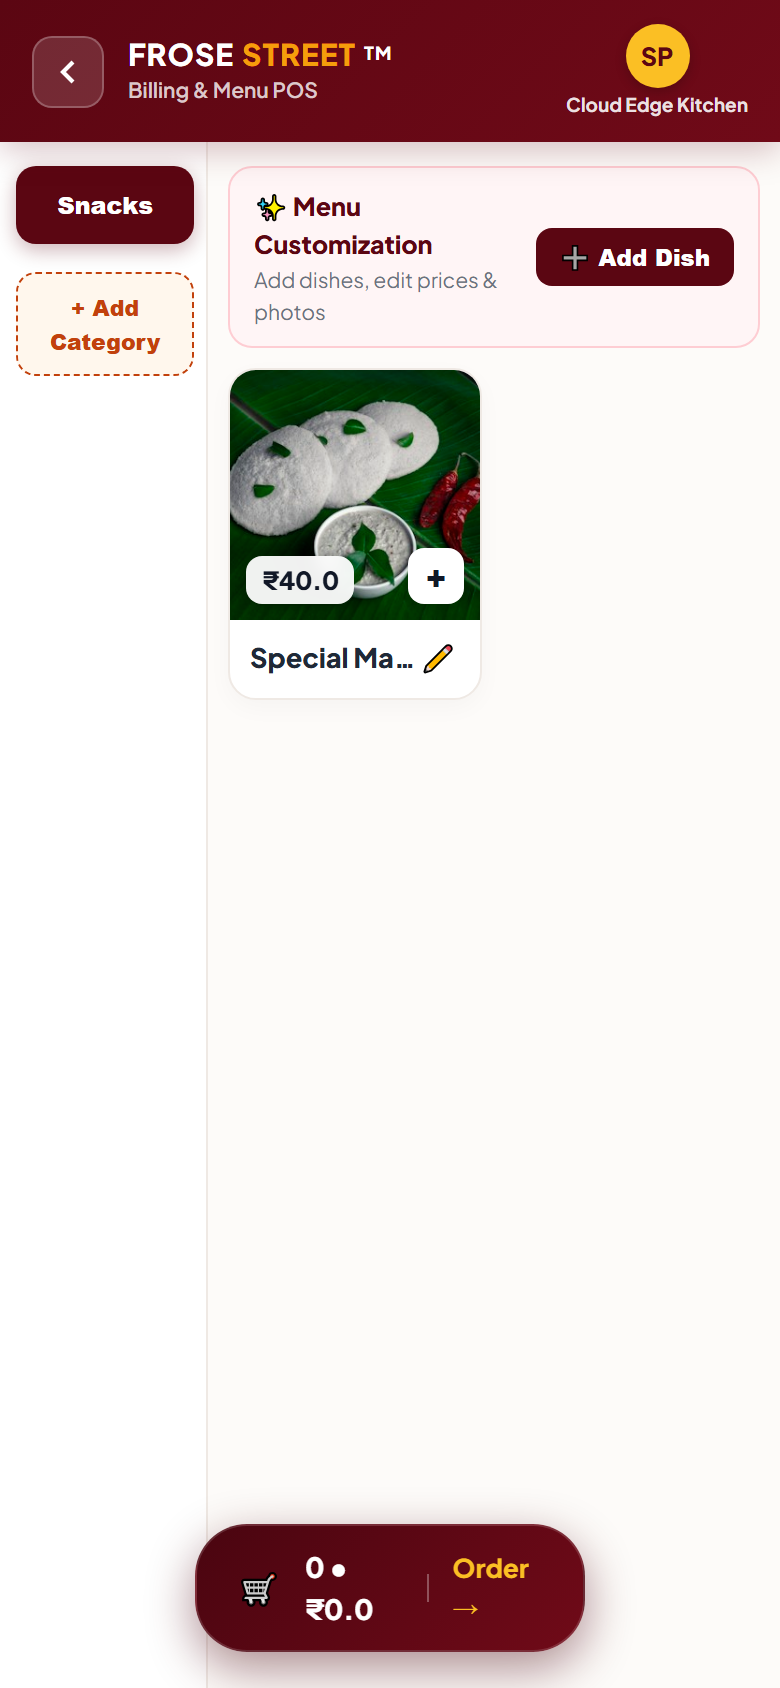 FROSE STREET ™
Billing & Menu POS
SP
Cloud Edge Kitchen
Snacks
+ Add
Category
✨ Menu
Customization
Add dishes, edit prices &
photos
➕ Add Dish
₹40.0
+
Special Ma... ✏️
🛒
0 ●
₹0.0
Order
→